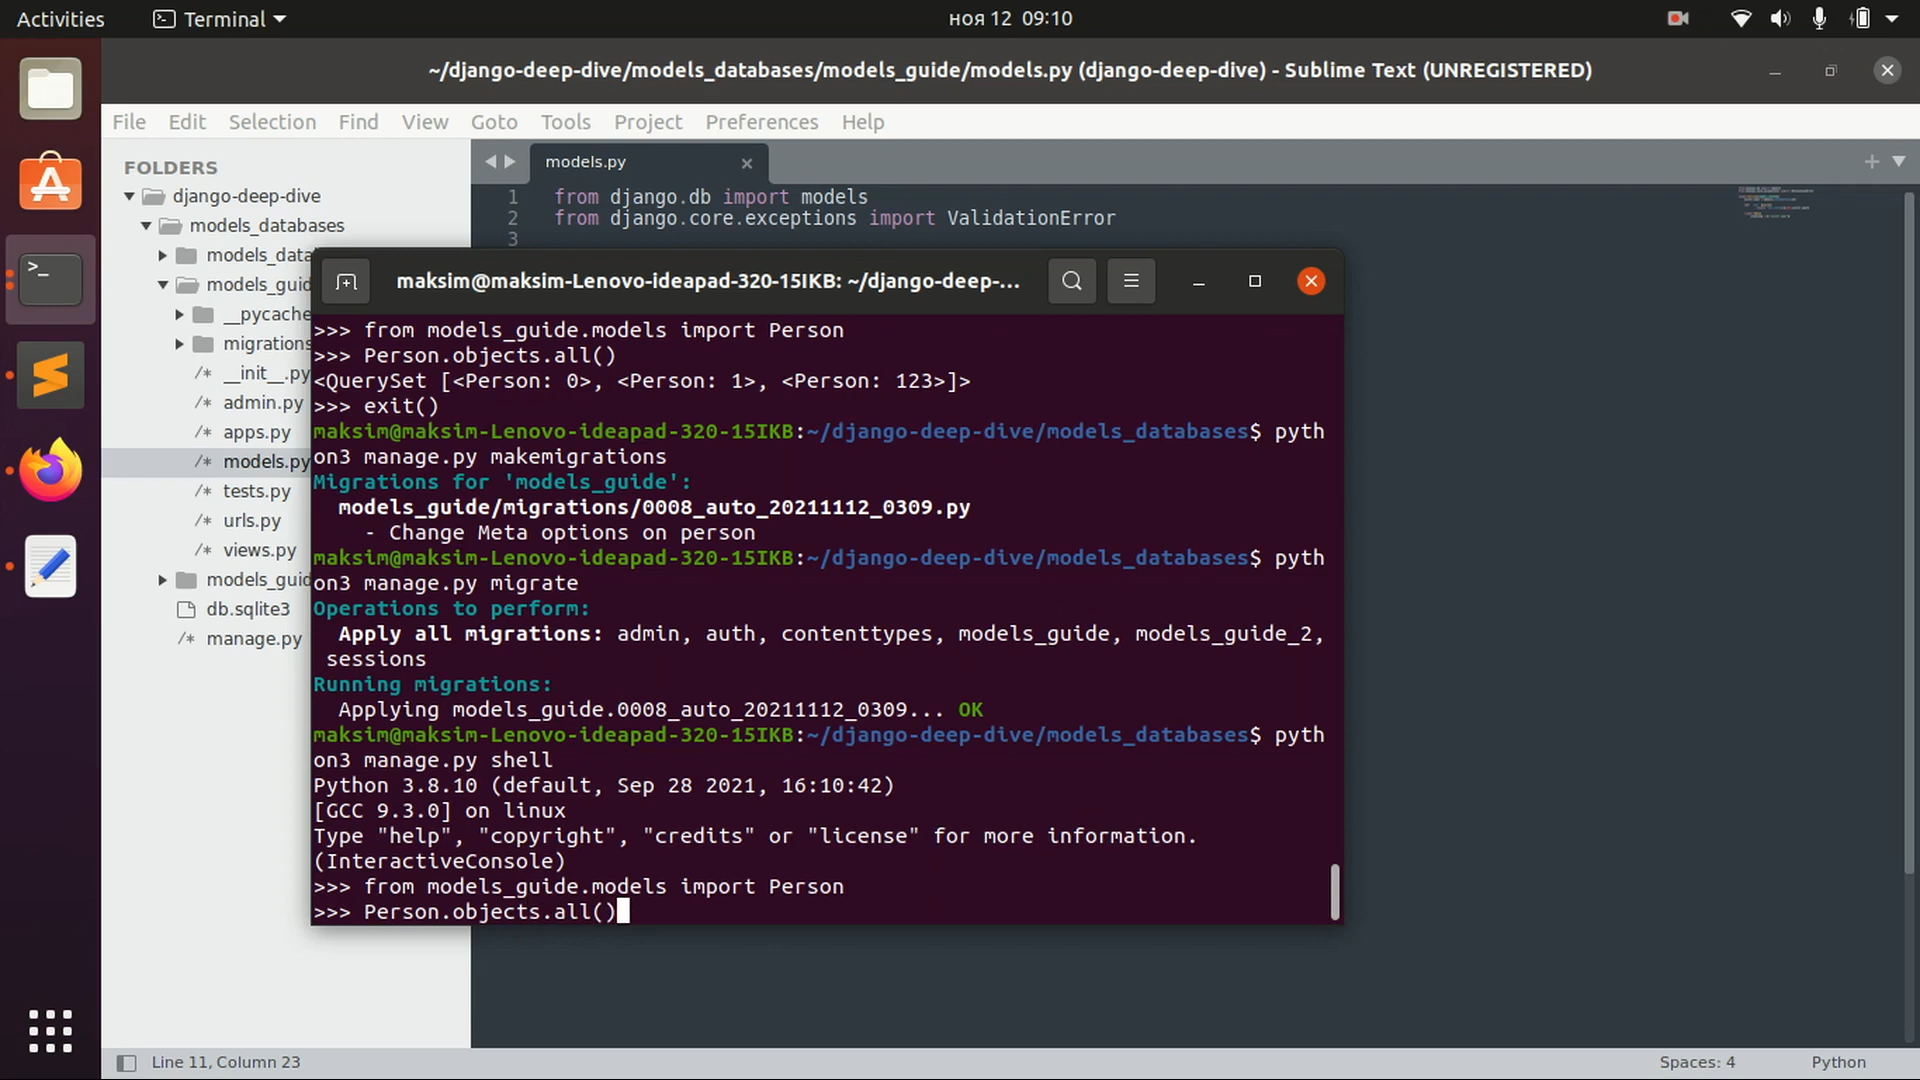 Activities
Terminal
ноя 12 09:10
~/django-deep-dive/models_databases/models_guide/models.py (django-deep-dive) - Sublime Text (UNREGISTERED)
File Edit Selection Find View Goto Tools Project Preferences Help
FOLDERS
django-deep-dive
models_databases
models_data
models_guid
__pycache
migrations
/* __init__.py
/* admin.py
/* apps.py
/* models.py
/* tests.py
/* urls.py
/* views.py
models_guid
db.sqlite3
/* manage.py
models.py
1 from django.db import models
2 from django.core.exceptions import ValidationError
3
maksim@maksim-Lenovo-ideapad-320-15IKB: ~/django-deep-...
>>> from models_guide.models import Person
>>> Person.objects.all()
<QuerySet [<Person: 0>, <Person: 1>, <Person: 123>]>
>>> exit()
maksim@maksim-Lenovo-ideapad-320-15IKB:~/django-deep-dive/models_databases$ pyth
on3 manage.py makemigrations
Migrations for 'models_guide':
models_guide/migrations/0008_auto_20211112_0309.py
- Change Meta options on person
maksim@maksim-Lenovo-ideapad-320-15IKB:~/django-deep-dive/models_databases$ pyth
on3 manage.py migrate
Operations to perform:
Apply all migrations: admin, auth, contenttypes, models_guide, models_guide_2,
sessions
Running migrations:
Applying models_guide.0008_auto_20211112_0309... OK
maksim@maksim-Lenovo-ideapad-320-15IKB:~/django-deep-dive/models_databases$ pyth
on3 manage.py shell
Python 3.8.10 (default, Sep 28 2021, 16:10:42)
[GCC 9.3.0] on linux
Type "help", "copyright", "credits" or "license" for more information.
(InteractiveConsole)
>>> from models_guide.models import Person
>>> Person.objects.all()
Line 11, Column 23
Spaces: 4
Python